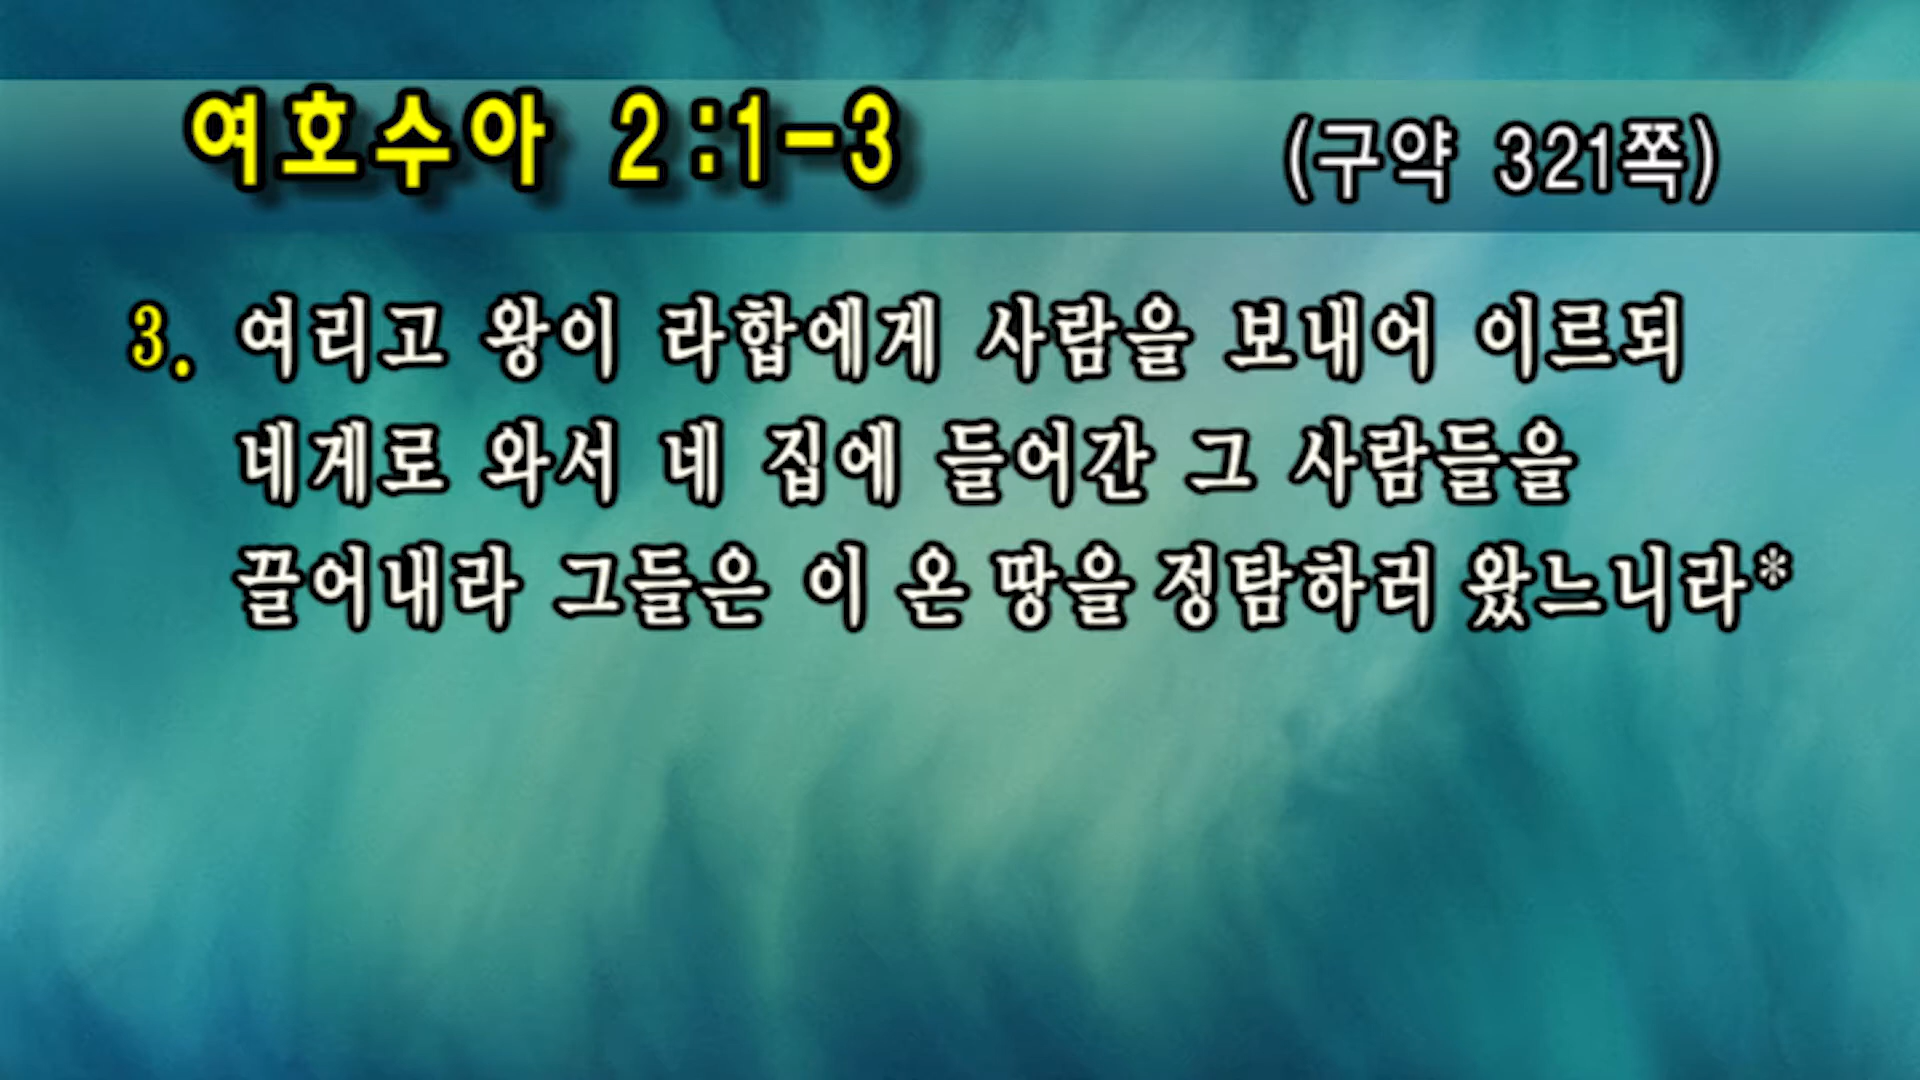 여호수아 2:1-3 (구약 321쪽)
3. 여리고 왕이 라합에게 사람을 보내어 이르되
네게로 와서 네 집에 들어간 그 사람들을
끌어내라 그들은 이 온 땅을 정탐하러 왔느니라*